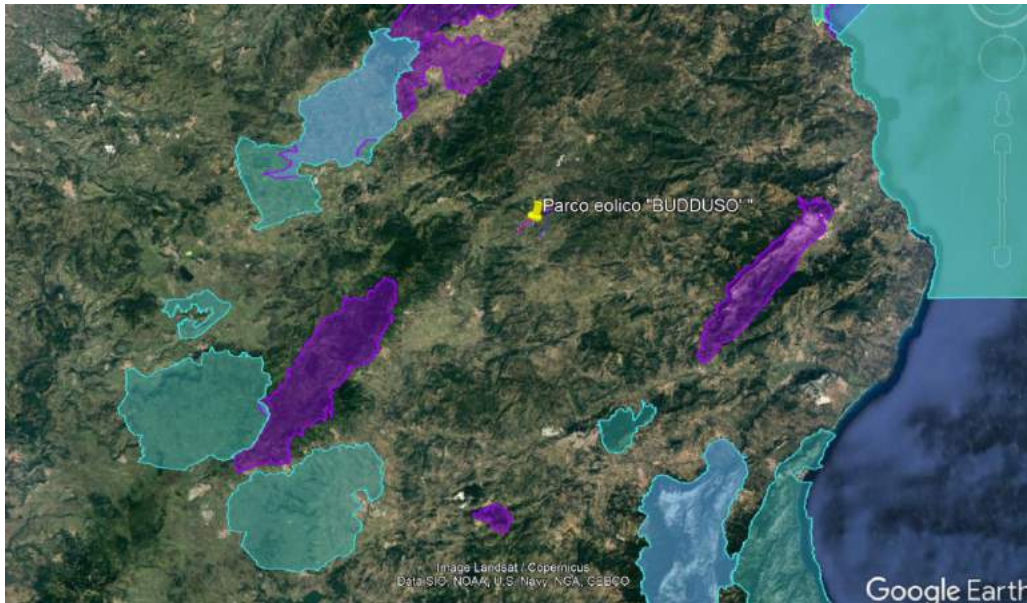 Parco eolico "BUDDUSO' "
Image Landsat / Copernicus
Data SIO, NOAA, U.S. Navy, NGA, GEBCO
Google Earth